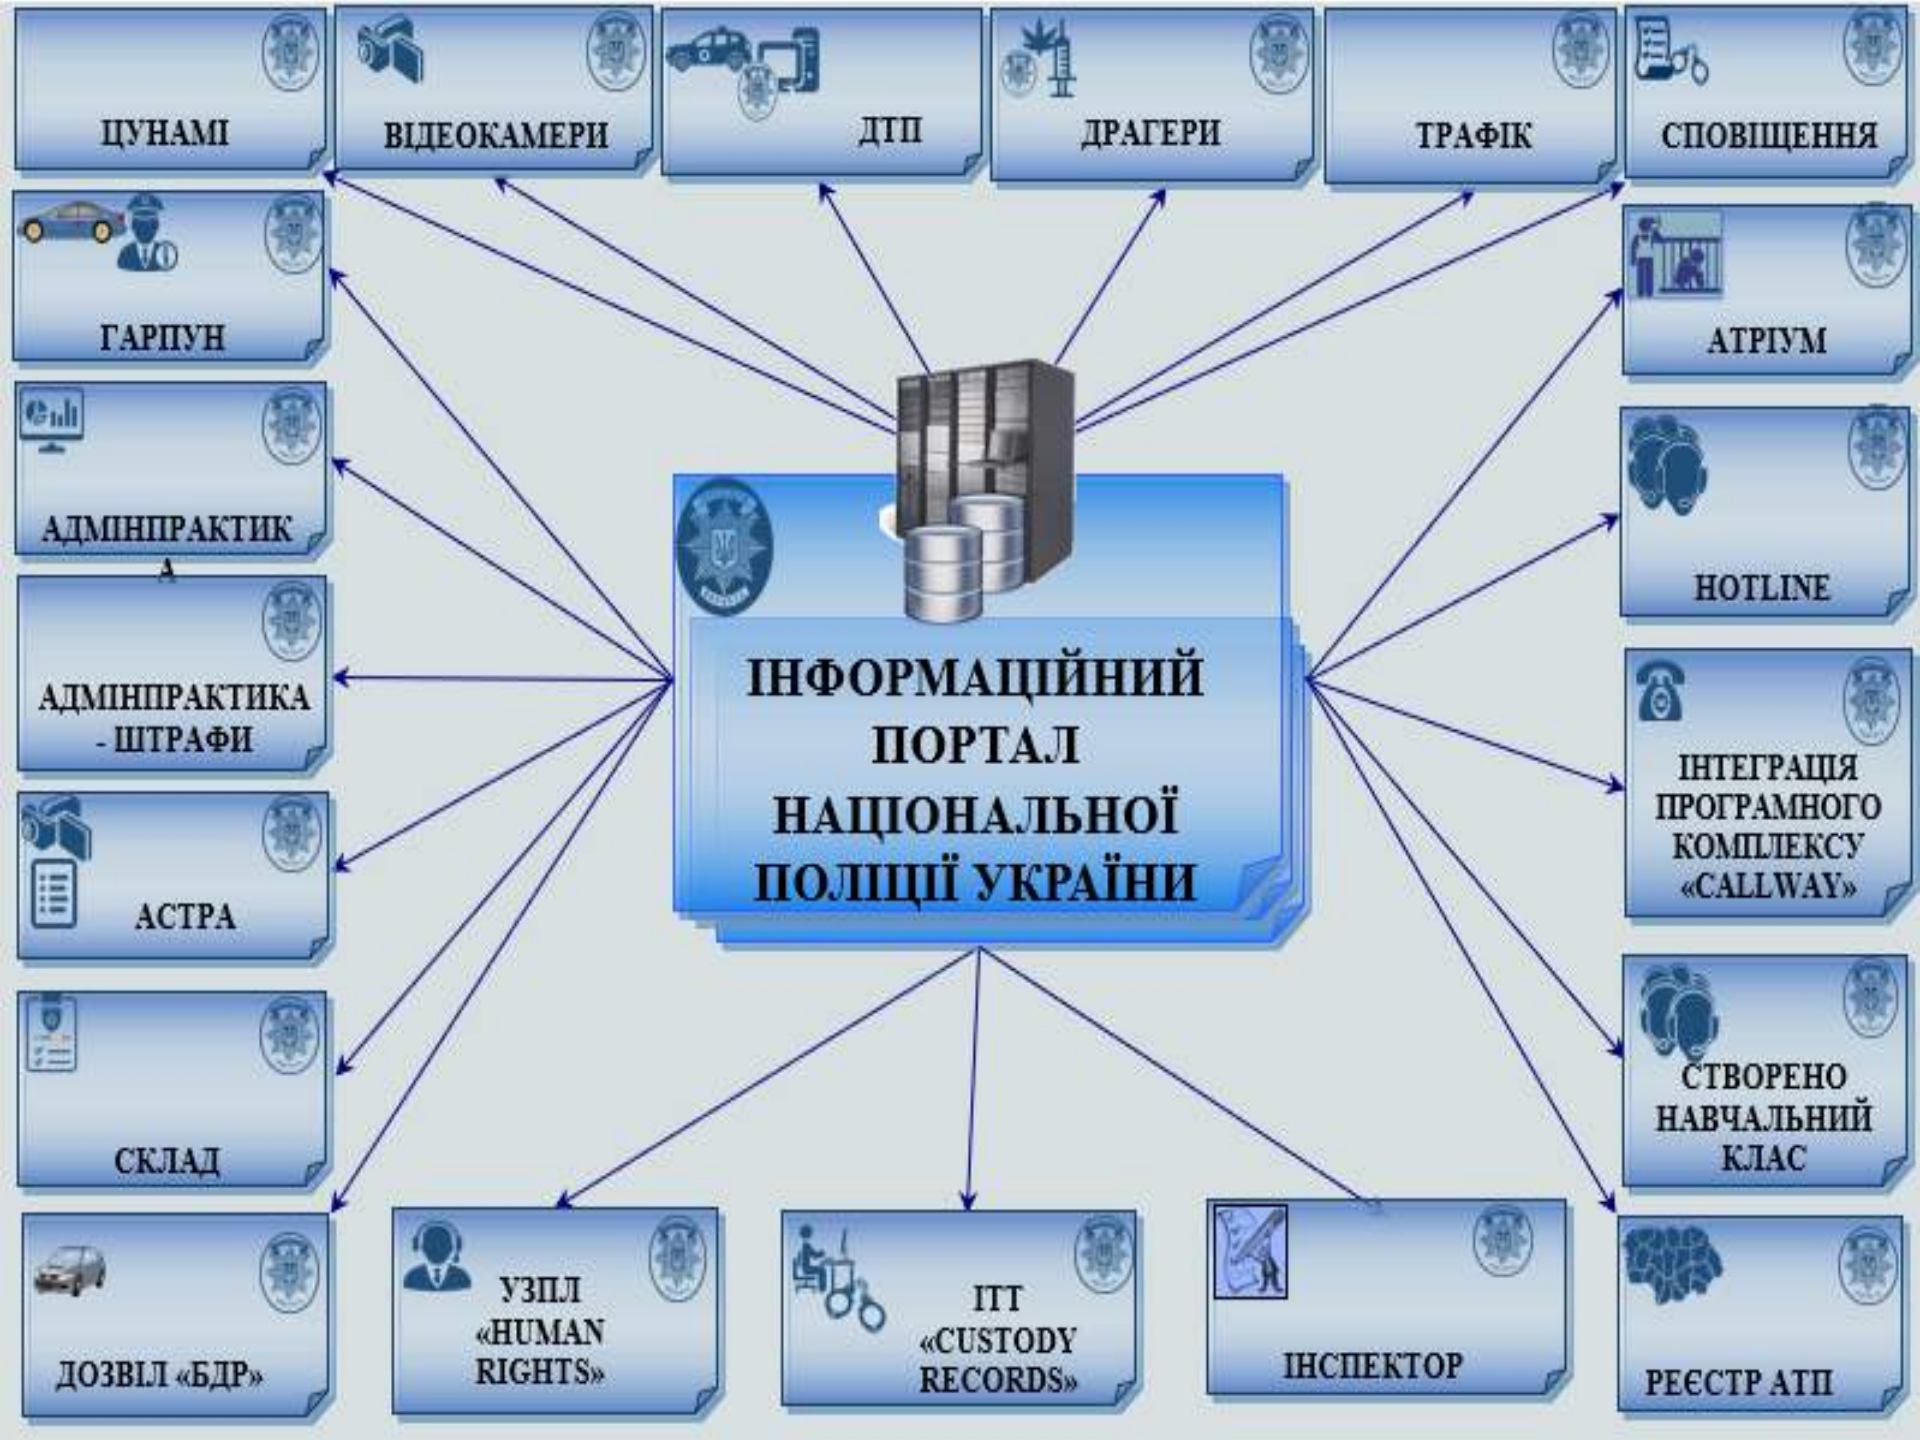 ЦУНАМІ
ВІДЕОКАМЕРИ
ДТП
ДРАГЕРИ
ТРАФІК
СПОВІЩЕННЯ
ГАРПУН
АТРІУМ
АДМІНПРАКТИК
А
HOTLINE
АДМІНПРАКТИКА
- ШТРАФИ
ІНФОРМАЦІЙНИЙ
ПОРТАЛ
НАЦІОНАЛЬНОЇ
ПОЛІЦІЇ УКРАЇНИ
ІНТЕГРАЦІЯ
ПРОГРАМНОГО
КОМПЛЕКСУ
«CALLWAY»
АСТРА
СКЛАД
СТВОРЕНО
НАВЧАЛЬНИЙ
КЛАС
ДОЗВІЛ «БДР»
УЗПЛ
«HUMAN
RIGHTS»
ІТТ
«CUSTODY
RECORDS»
ІНСПЕКТОР
РЕЄСТР АТП